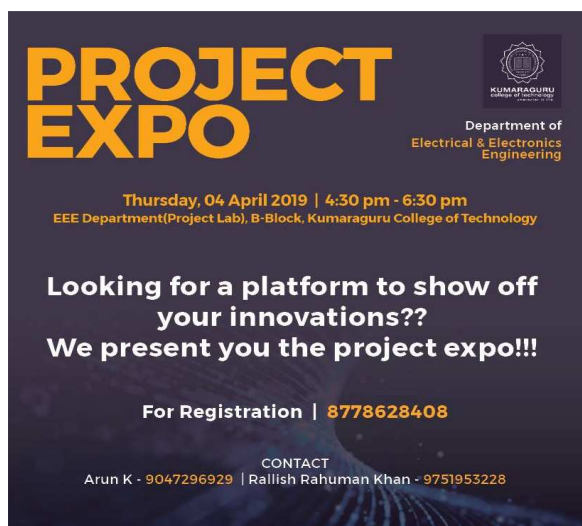 PROJECT
EXPO
KUMARAGURU
college of technology
Department of
Electrical & Electronics
Engineering
Thursday, 04 April 2019 | 4:30 pm - 6:30 pm
EEE Department(Project Lab), B-Block, Kumaraguru College of Technology
Looking for a platform to show off
your innovations??
We present you the project expo!!!
For Registration | 8778628408
CONTACT
Arun K - 9047296929 | Rallish Rahuman Khan - 9751953228